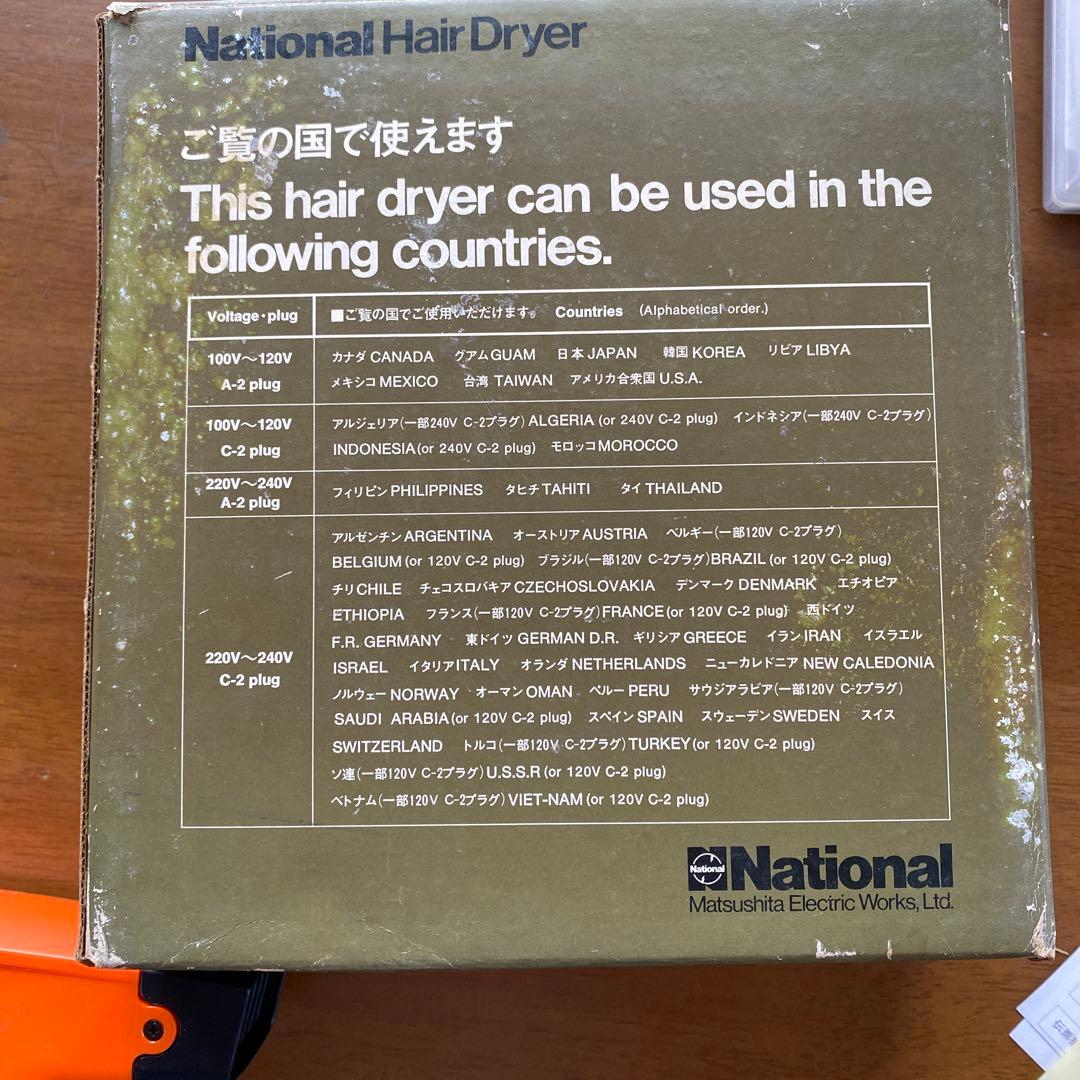 National Hair Dryer
ご覧の国で使えます
This hair dryer can be used in the
following countries.
Voltage・plug ■ご覧の国でご使用いただけます。 Countries (Alphabetical order.)
100V～120V
A-2 plug
カナダ CANADA グアム GUAM 日本 JAPAN 韓国 KOREA リビア LIBYA
メキシコ MEXICO 台湾 TAIWAN アメリカ合衆国 U.S.A.
100V～120V
C-2 plug
アルジェリア(一部240V C-2プラグ) ALGERIA (or 240V C-2 plug) インドネシア(一部240V C-2プラグ)
INDONESIA (or 240V C-2 plug) モロッコ MOROCCO
220V～240V
A-2 plug
フィリピン PHILIPPINES タヒチ TAHITI タイ THAILAND
220V～240V
C-2 plug
アルゼンチン ARGENTINA オーストリア AUSTRIA ベルギー(一部120V C-2プラグ)
BELGIUM (or 120V C-2 plug) ブラジル(一部120V C-2プラグ) BRAZIL (or 120V C-2 plug)
チリ CHILE チェコスロバキア CZECHOSLOVAKIA デンマーク DENMARK エチオピア
ETHIOPIA フランス(一部120V C-2プラグ) FRANCE (or 120V C-2 plug) 西ドイツ
F.R. GERMANY 東ドイツ GERMAN D.R. ギリシア GREECE イラン IRAN イスラエル
ISRAEL イタリア ITALY オランダ NETHERLANDS ニューカレドニア NEW CALEDONIA
ノルウェー NORWAY オーマン OMAN ペルー PERU サウジアラビア(一部120V C-2プラグ)
SAUDI ARABIA (or 120V C-2 plug) スペイン SPAIN スウェーデン SWEDEN スイス
SWITZERLAND トルコ(一部120V C-2プラグ) TURKEY (or 120V C-2 plug)
ソ連(一部120V C-2プラグ) U.S.S.R (or 120V C-2 plug)
ベトナム(一部120V C-2プラグ) VIET-NAM (or 120V C-2 plug)
National
National
Matsushita Electric Works, Ltd.